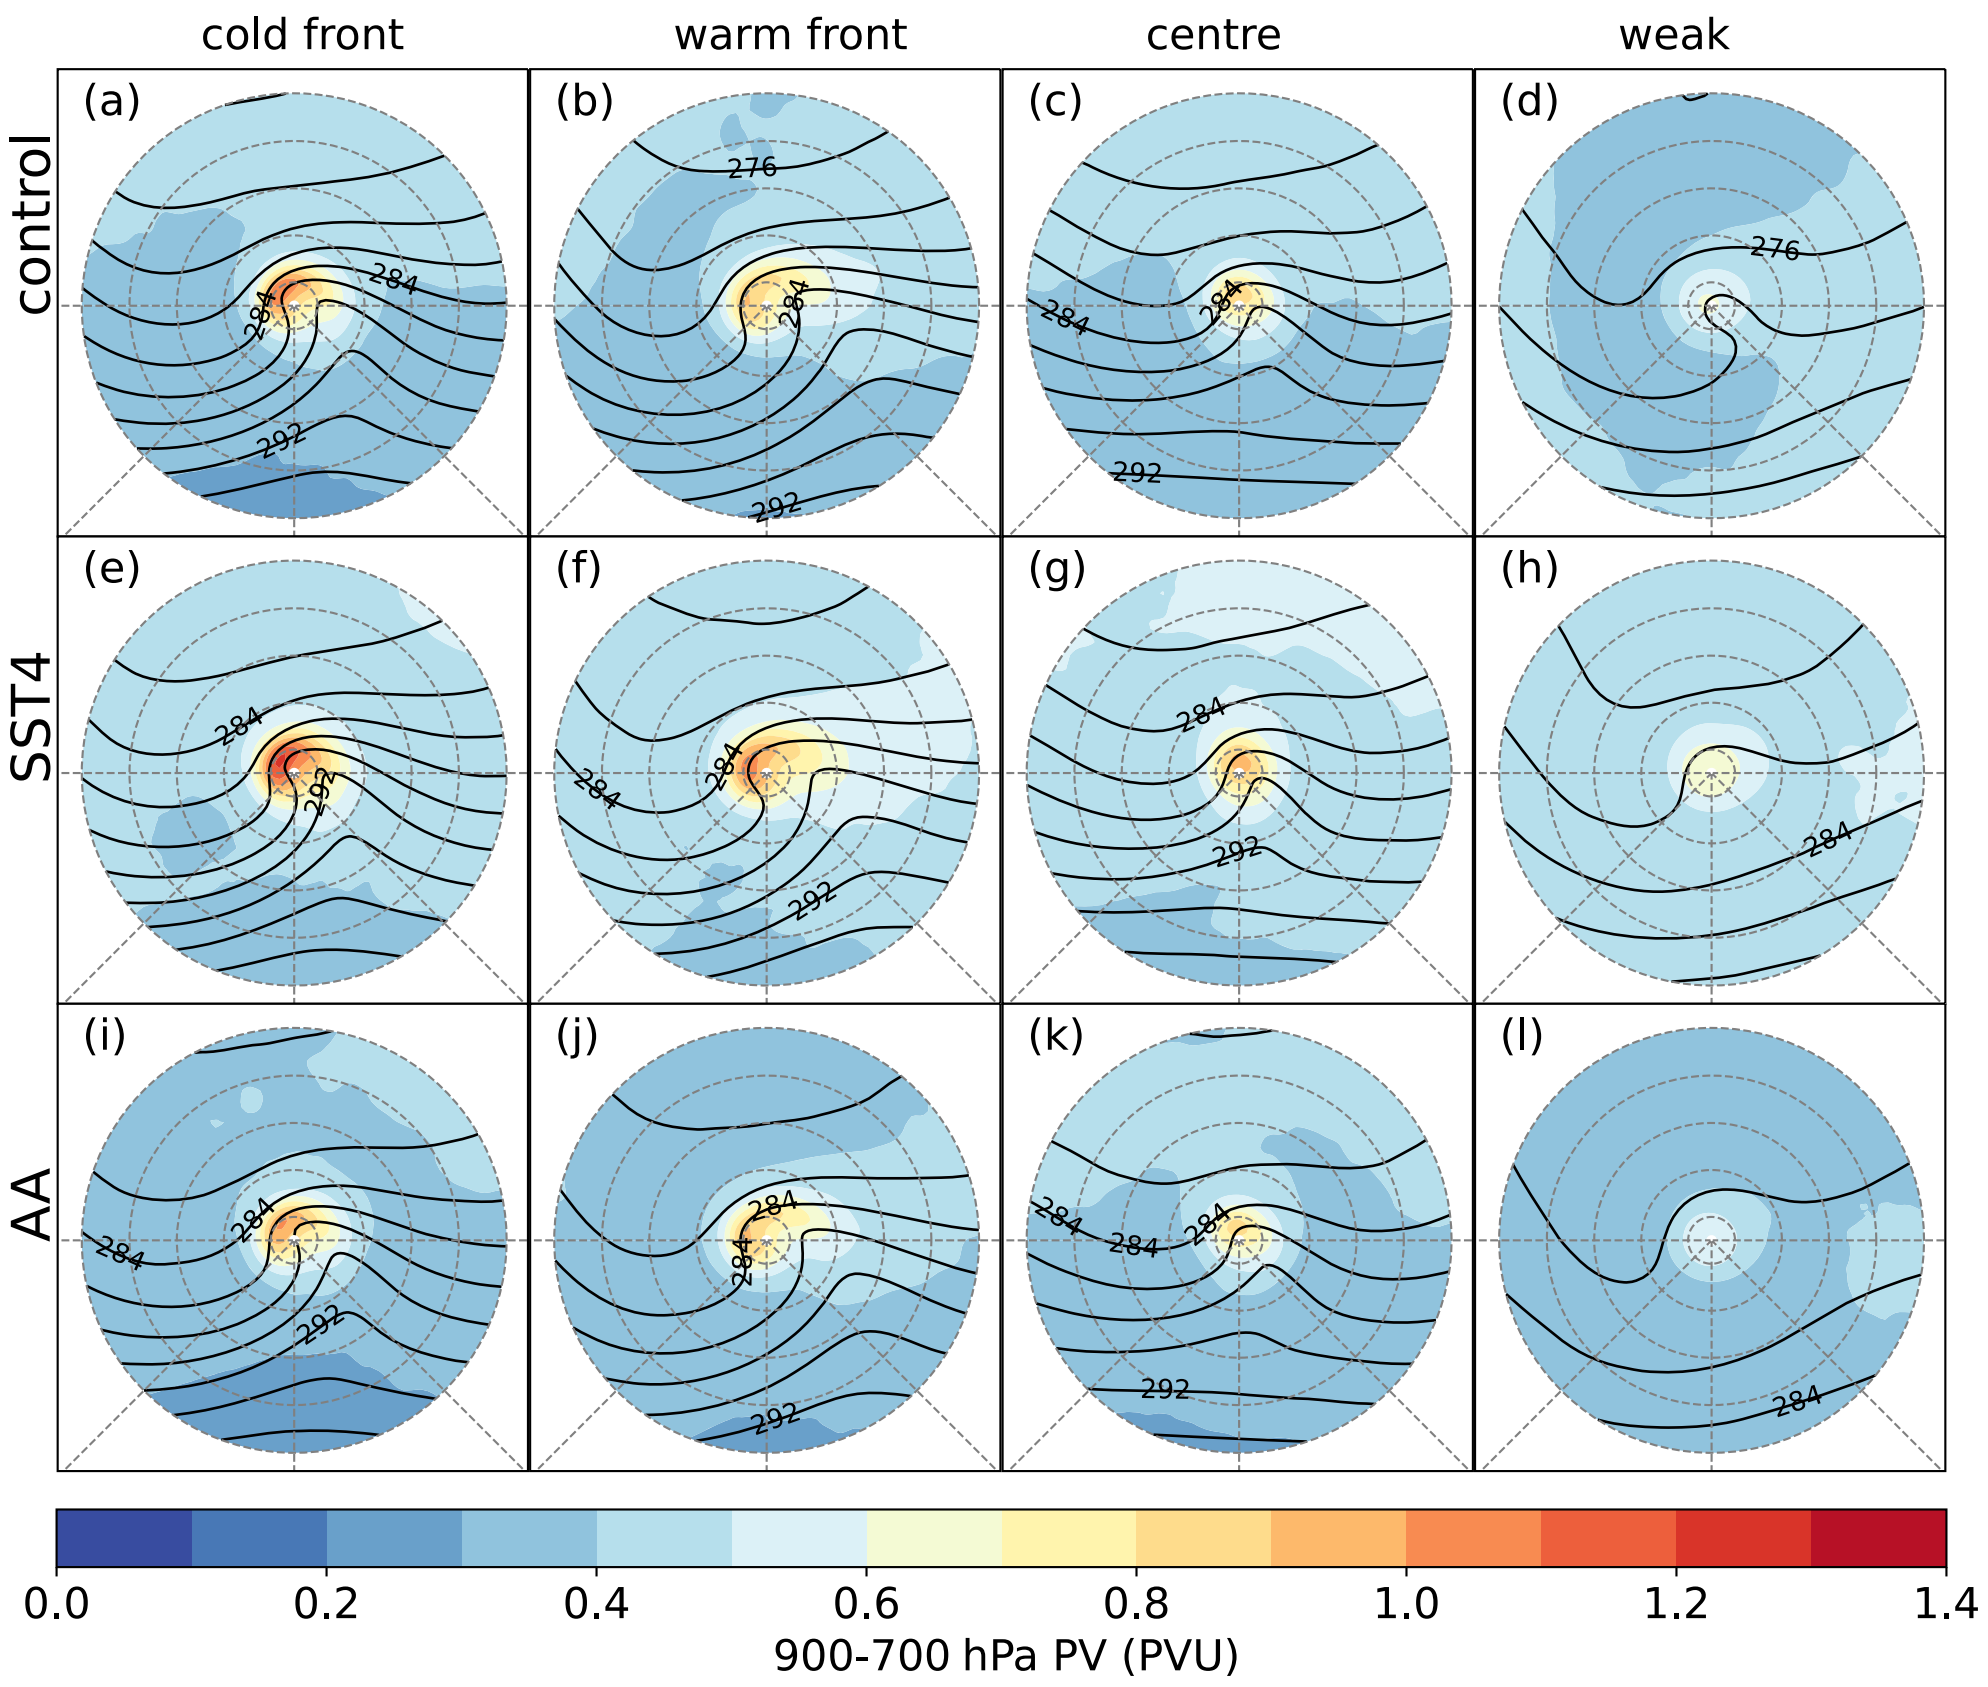 cold front warm front centre weak
control
(a) (b) (c) (d)
284 284 292
276 284 292
284 284 292
276
SST4
(e) (f) (g) (h)
284 292
284 284 292
284 292
284
AA
(i) (j) (k) (l)
284 284 292
284 284 292
284 284 284 292
284
0.0 0.2 0.4 0.6 0.8 1.0 1.2 1.4
900-700 hPa PV (PVU)